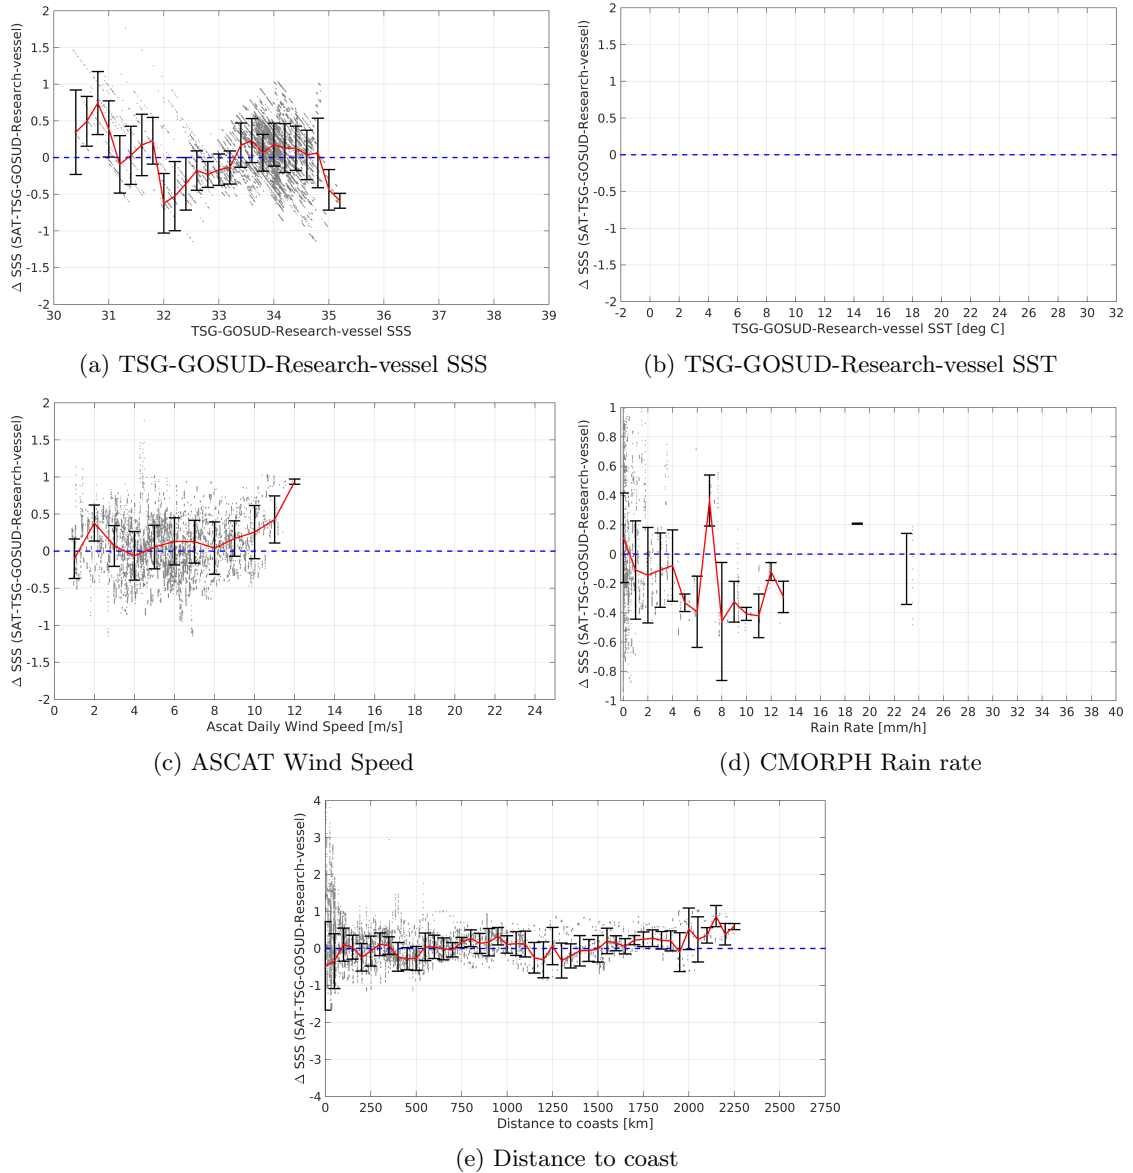 2
1.5
1
0.5
0
-0.5
-1
-1.5
-2
Δ SSS (SAT-TSG-GOSUD-Research-vessel)
30 31 32 33 34 35 36 37 38 39
TSG-GOSUD-Research-vessel SSS
(a) TSG-GOSUD-Research-vessel SSS
2
1.5
1
0.5
0
-0.5
-1
-1.5
-2
Δ SSS (SAT-TSG-GOSUD-Research-vessel)
-2 0 2 4 6 8 10 12 14 16 18 20 22 24 26 28 30 32
TSG-GOSUD-Research-vessel SST [deg C]
(b) TSG-GOSUD-Research-vessel SST
2
1.5
1
0.5
0
-0.5
-1
-1.5
-2
Δ SSS (SAT-TSG-GOSUD-Research-vessel)
0 2 4 6 8 10 12 14 16 18 20 22 24
Ascat Daily Wind Speed [m/s]
(c) ASCAT Wind Speed
1
0.8
0.6
0.4
0.2
0
-0.2
-0.4
-0.6
-0.8
-1
Δ SSS (SAT-TSG-GOSUD-Research-vessel)
0 2 4 6 8 10 12 14 16 18 20 22 24 26 28 30 32 34 36 38 40
Rain Rate [mm/h]
(d) CMORPH Rain rate
4
3
2
1
0
-1
-2
-3
-4
Δ SSS (SAT-TSG-GOSUD-Research-vessel)
0 250 500 750 1000 1250 1500 1750 2000 2250 2500 2750
Distance to coasts [km]
(e) Distance to coast